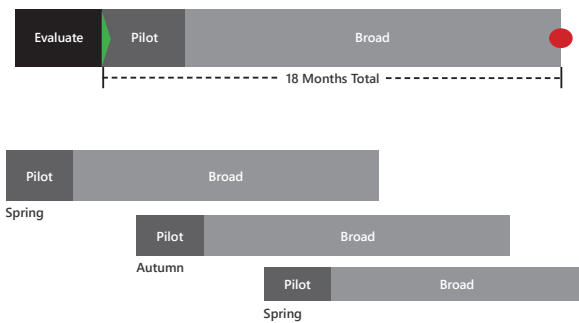 Evaluate Pilot Broad
18 Months Total
Pilot Broad
Spring
Pilot Broad
Autumn
Pilot Broad
Spring